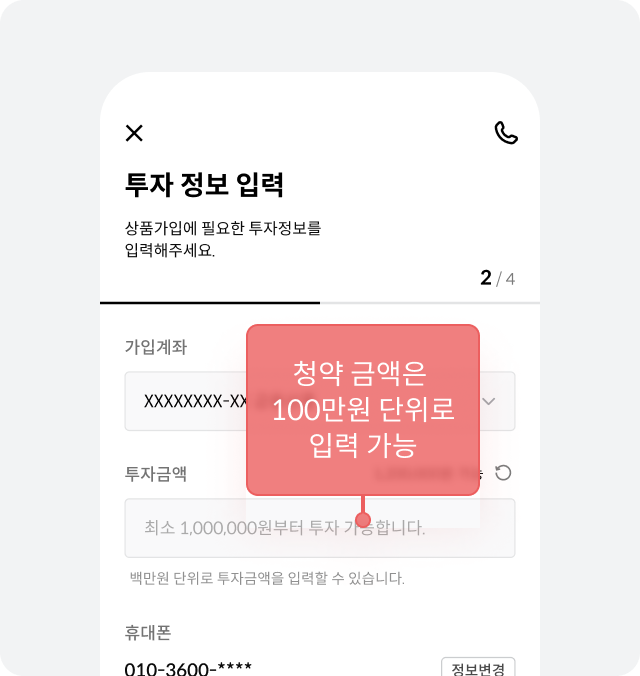 투자 정보 입력
상품가입에 필요한 투자정보를
입력해주세요.
2 / 4
가입계좌
XXXXXXXX-XX
청약 금액은
100만원 단위로
입력 가능
투자금액
최소 1,000,000원부터 투자 가능합니다.
백만원 단위로 투자금액을 입력할 수 있습니다.
휴대폰
010-3600-****
정보변경